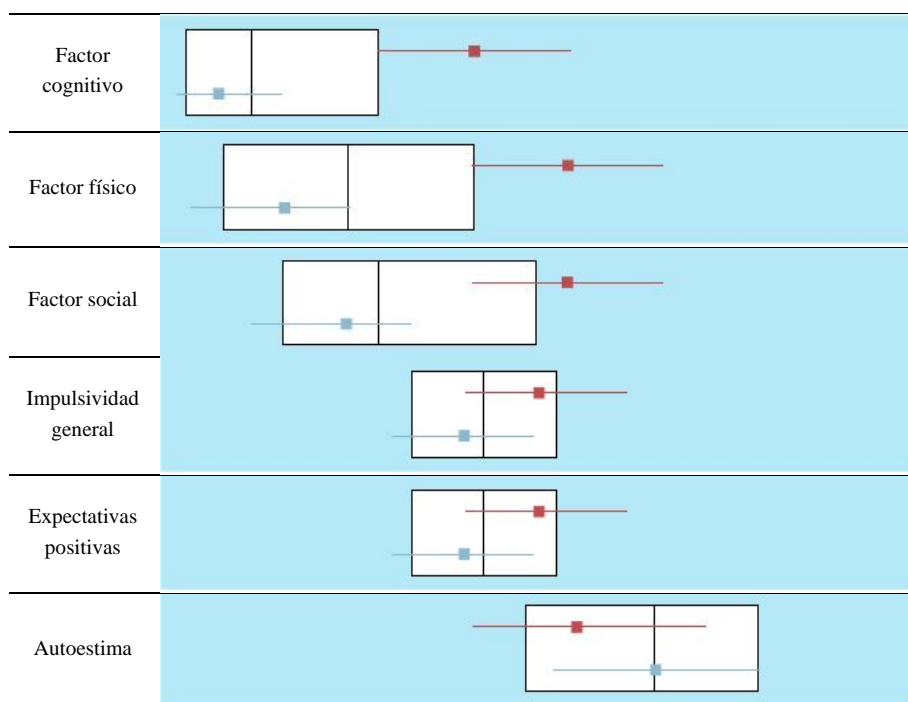 Factor
cognitivo
Factor físico
Factor social
Impulsividad
general
Expectativas
positivas
Autoestima